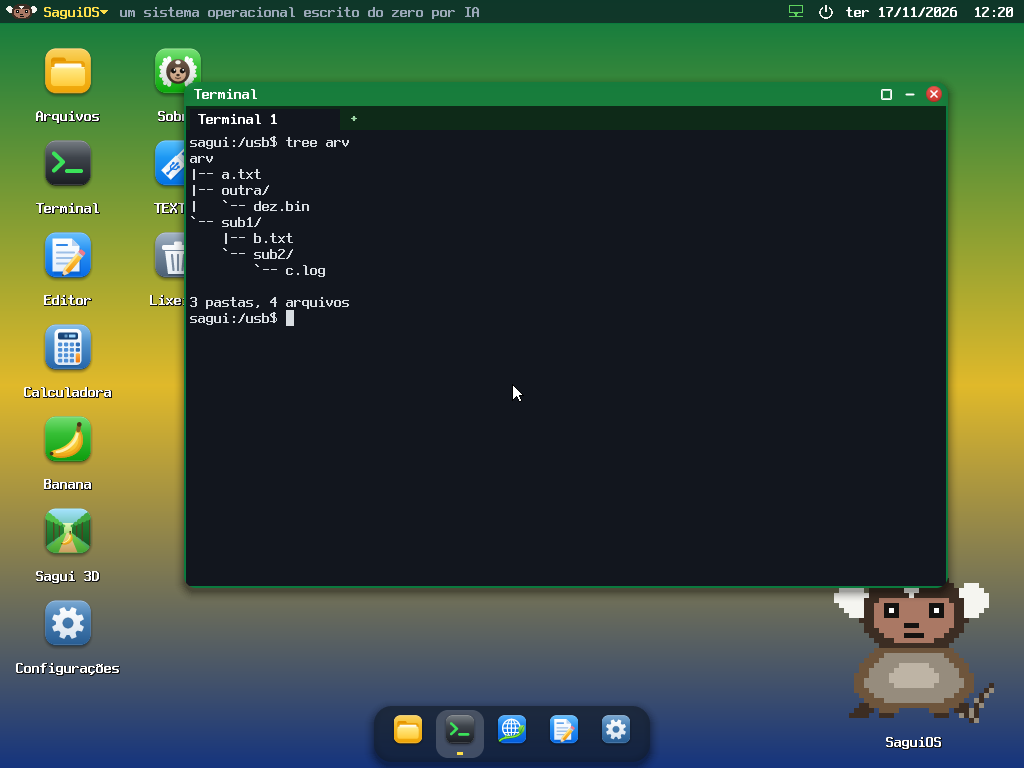 SaguiOS um sistema operacional escrito do zero por IA
ter 17/11/2026 12:20
Arquivos
Terminal
Editor
Calculadora
Banana
Sagui 3D
Configurações
Sob
TEXT
Lixe
Terminal
Terminal 1 +
sagui:/usb$ tree arv
arv
|-- a.txt
|-- outra/
|   `-- dez.bin
`-- sub1/
    |-- b.txt
    `-- sub2/
        `-- c.log
3 pastas, 4 arquivos
sagui:/usb$
SaguiOS